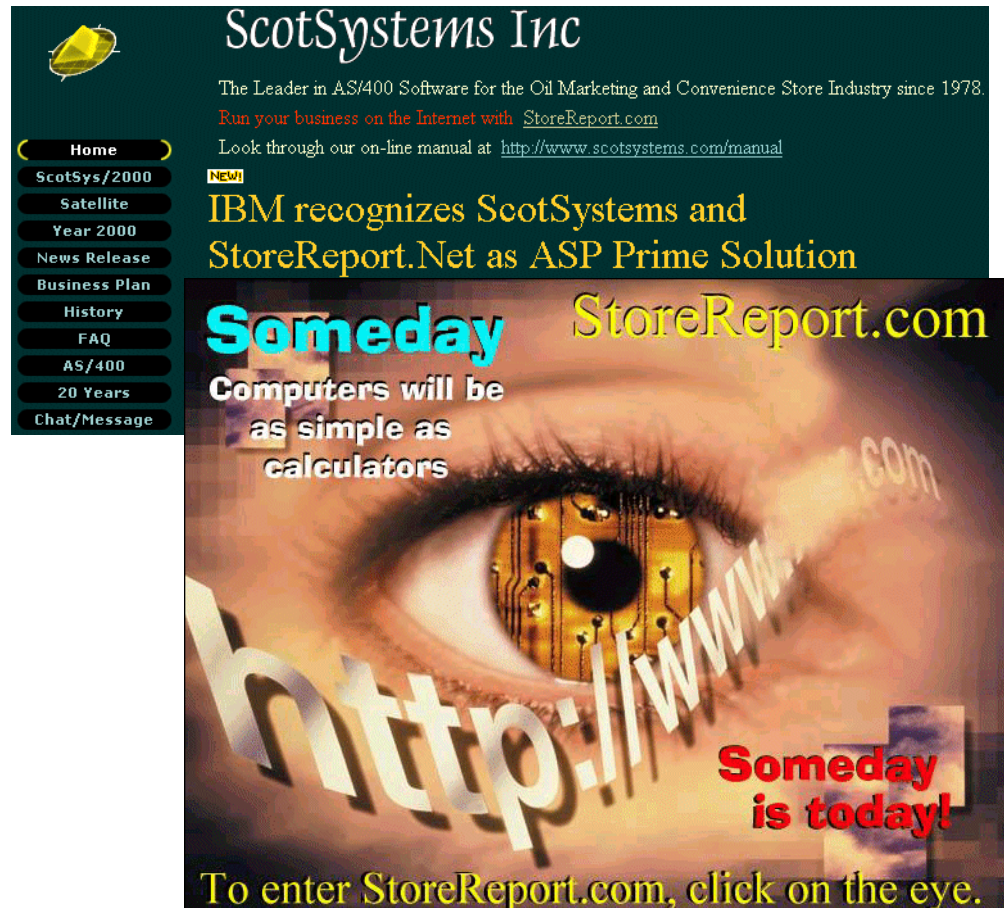 ScotSystems Inc
The Leader in AS/400 Software for the Oil Marketing and Convenience Store Industry since 1978.
Run your business on the Internet with StoreReport.com
Look through our on-line manual at http://www.scotsystems.com/manual
NEW!
IBM recognizes ScotSystems and
StoreReport.Net as ASP Prime Solution
Home
ScotSys/2000
Satellite
Year 2000
News Release
Business Plan
History
FAQ
AS/400
20 Years
Chat/Message
StoreReport.com
Someday
Computers will be
as simple as
calculators
http://www. .com
Someday
is today!
To enter StoreReport.com, click on the eye.